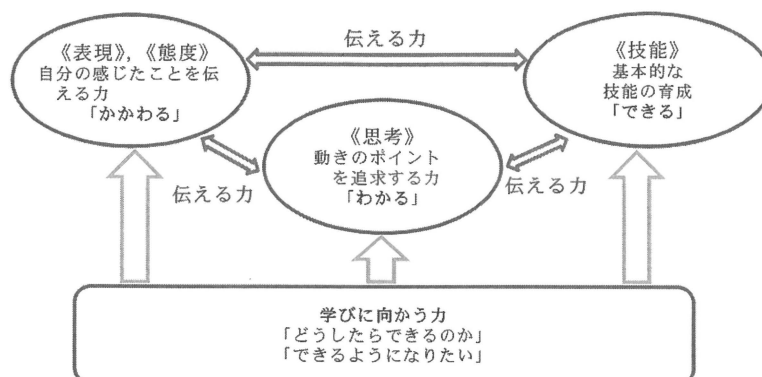 伝える力
《表現》，《態度》
自分の感じたことを伝
える力
「かかわる」
《技能》
基本的な
技能の育成
「できる」
《思考》
動きのポイント
を追求する力
「わかる」
伝える力
伝える力
学びに向かう力
「どうしたらできるのか」
「できるようになりたい」